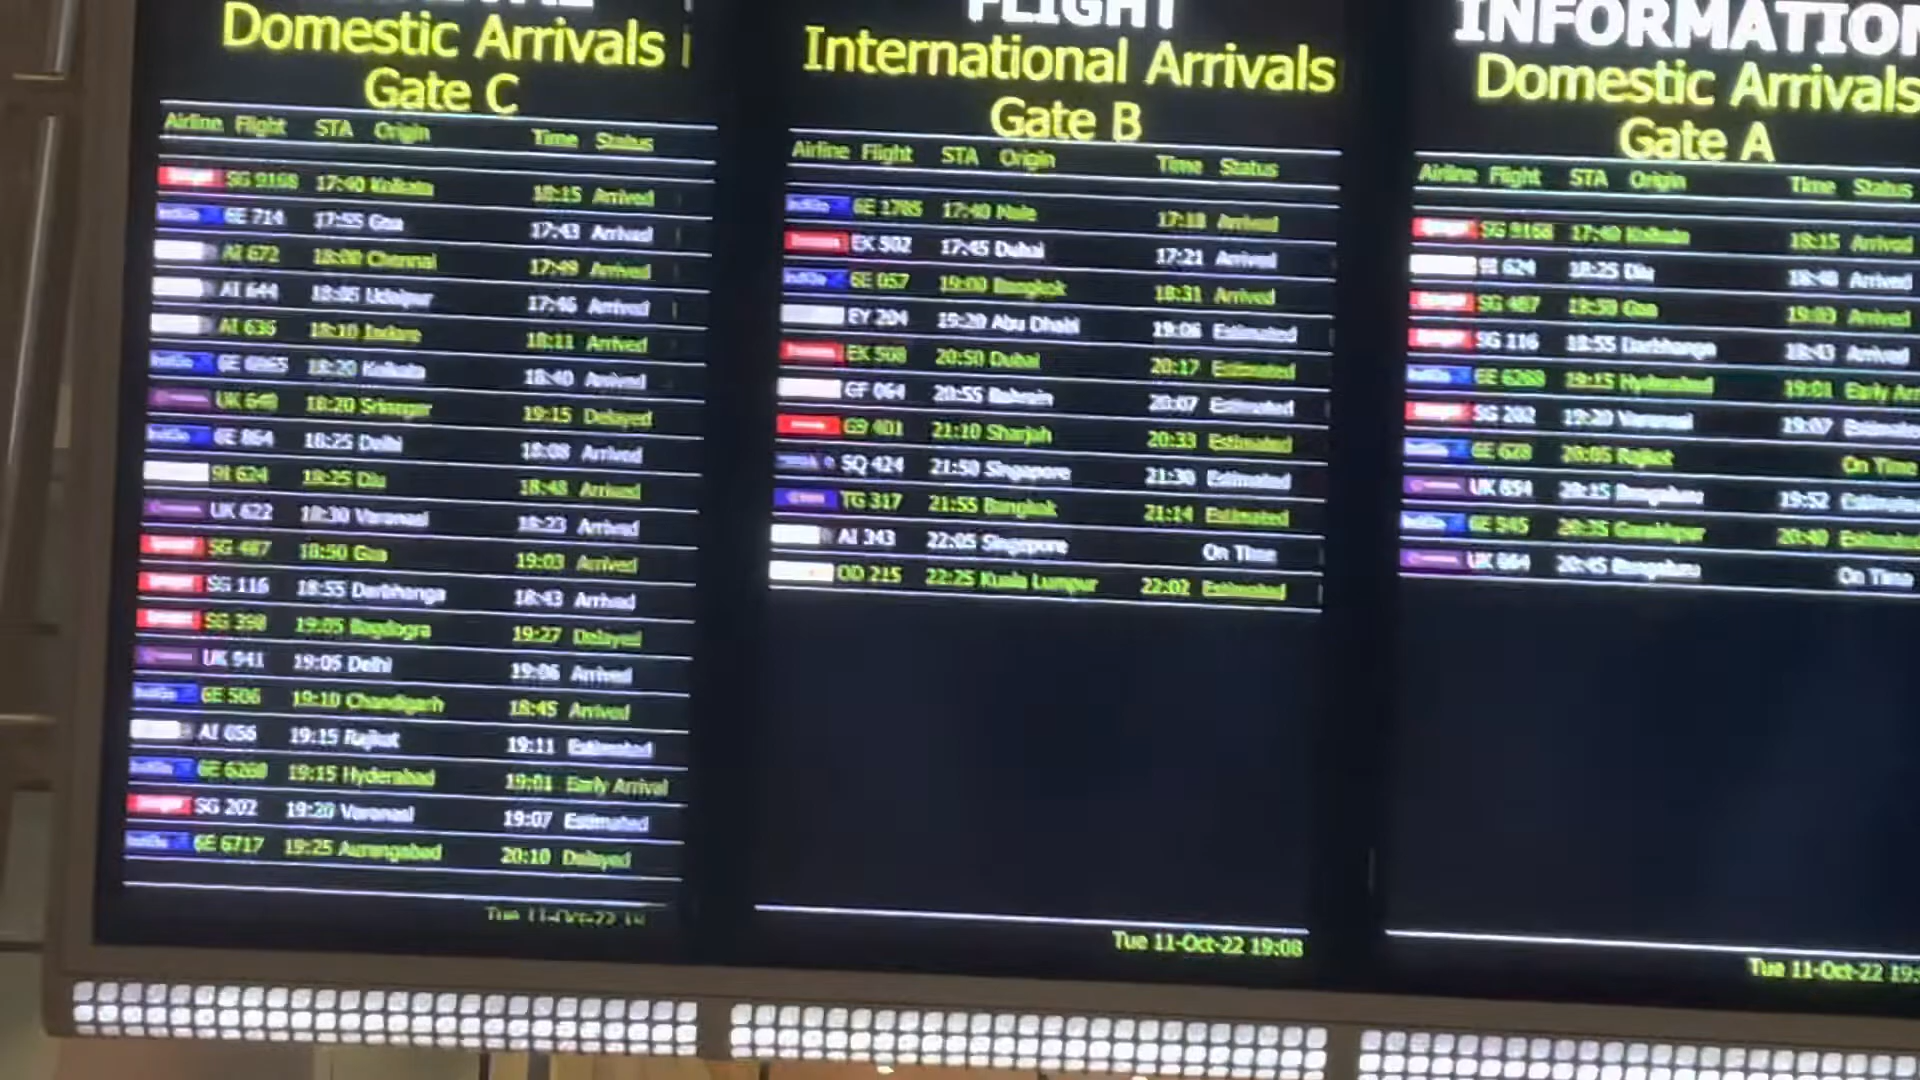 Domestic Arrivals
Gate C
Airline Flight STA Origin Time Status
SG 9168 17:40 Kolkata 18:15 Arrived
6E 714 17:55 Goa 17:43 Arrived
AI 672 18:00 Chennai 17:49 Arrived
AI 644 18:05 Udaipur 17:46 Arrived
AI 636 18:10 Indore 18:11 Arrived
6E 6865 18:20 Kolkata 18:40 Arrived
UK 640 18:20 Srinagar 19:15 Delayed
6E 864 18:25 Delhi 18:08 Arrived
9I 624 18:25 Diu 18:48 Arrived
UK 622 18:30 Varanasi 18:23 Arrived
SG 487 18:50 Goa 19:03 Arrived
SG 116 18:55 Darbhanga 18:43 Arrived
SG 398 19:05 Bagdogra 19:27 Delayed
UK 941 19:05 Delhi 19:06 Arrived
6E 506 19:10 Chandigarh 18:45 Arrived
AI 656 19:15 Rajkot 19:11 Estimated
6E 6268 19:15 Hyderabad 19:01 Early Arrival
SG 202 19:20 Varanasi 19:07 Estimated
6E 6717 19:25 Aurangabad 20:10 Delayed
Tue 11-Oct-22
FLIGHT
International Arrivals
Gate B
Airline Flight STA Origin Time Status
6E 1785 17:40 Male 17:18 Arrived
EK 502 17:45 Dubai 17:21 Arrived
6E 057 19:00 Bangkok 18:31 Arrived
EY 204 19:20 Abu Dhabi 19:06 Estimated
EK 508 20:50 Dubai 20:17 Estimated
GF 064 20:55 Bahrain 20:07 Estimated
G9 401 21:10 Sharjah 20:33 Estimated
SQ 424 21:50 Singapore 21:30 Estimated
TG 317 21:55 Bangkok 21:14 Estimated
AI 343 22:05 Singapore On Time
OD 215 22:25 Kuala Lumpur 22:02 Estimated
Tue 11-Oct-22 19:08
INFORMATION
Domestic Arrivals
Gate A
Airline Flight STA Origin Time Status
SG 9168 17:40 Kolkata 18:15 Arrived
9I 624 18:25 Diu 18:48 Arrived
SG 487 18:50 Goa 19:03 Arrived
SG 116 18:55 Darbhanga 18:43 Arrived
6E 6268 19:15 Hyderabad 19:01 Early Arr
SG 202 19:20 Varanasi 19:07 Estimate
6E 628 20:05 Rajkot On Time
UK 854 20:15 Bengaluru 19:52 Estimate
6E 545 20:35 Gorakhpur 20:40 Estimated
UK 864 20:45 Bengaluru On Time
Tue 11-Oct-22 19: